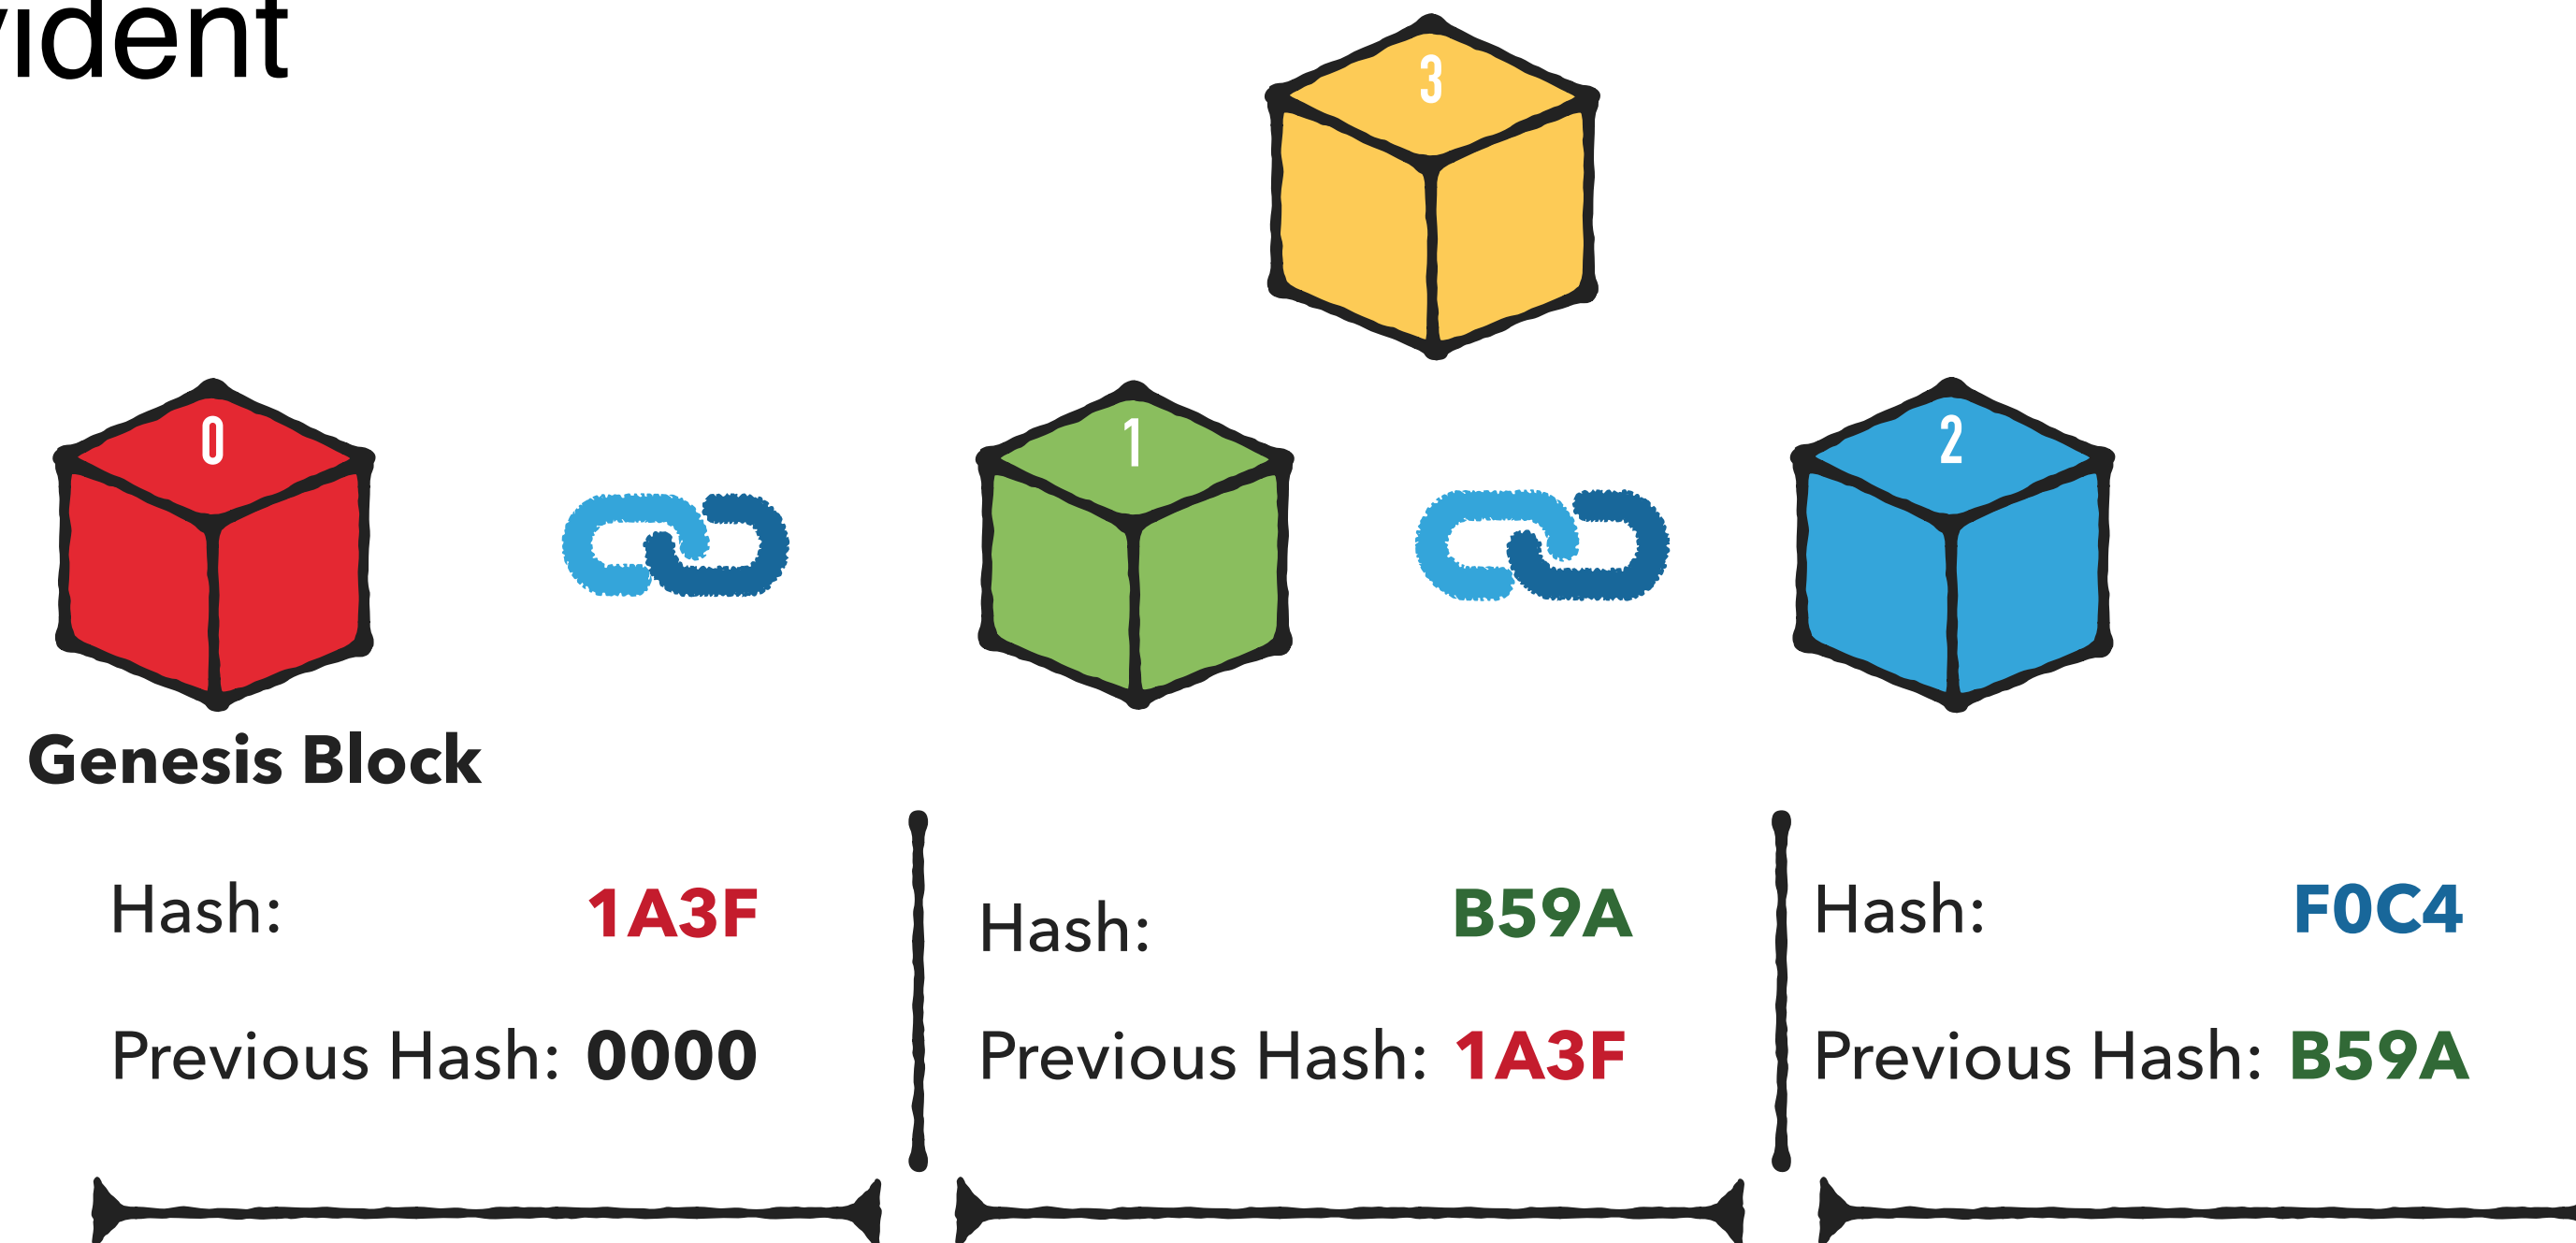 3
0
1
2
Genesis Block
Hash: 1A3F
Previous Hash: 0000
Hash: B59A
Previous Hash: 1A3F
Hash: F0C4
Previous Hash: B59A